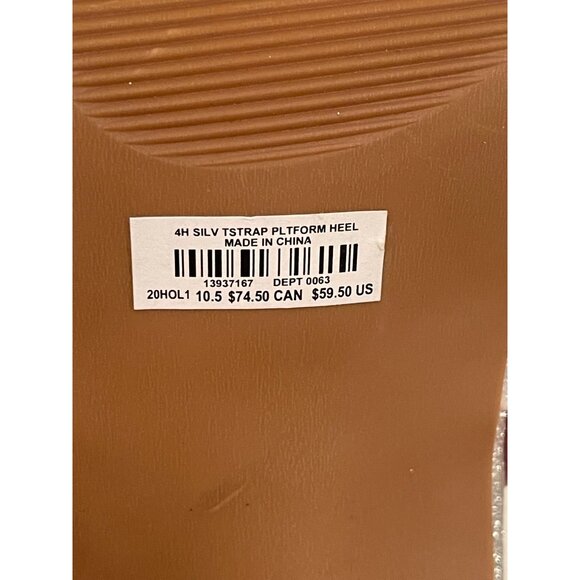 4H SILV TSTRAP PLTFORM HEEL
MADE IN CHINA
13937167 DEPT 0063
20HOL1 10.5 $74.50 CAN $59.50 US